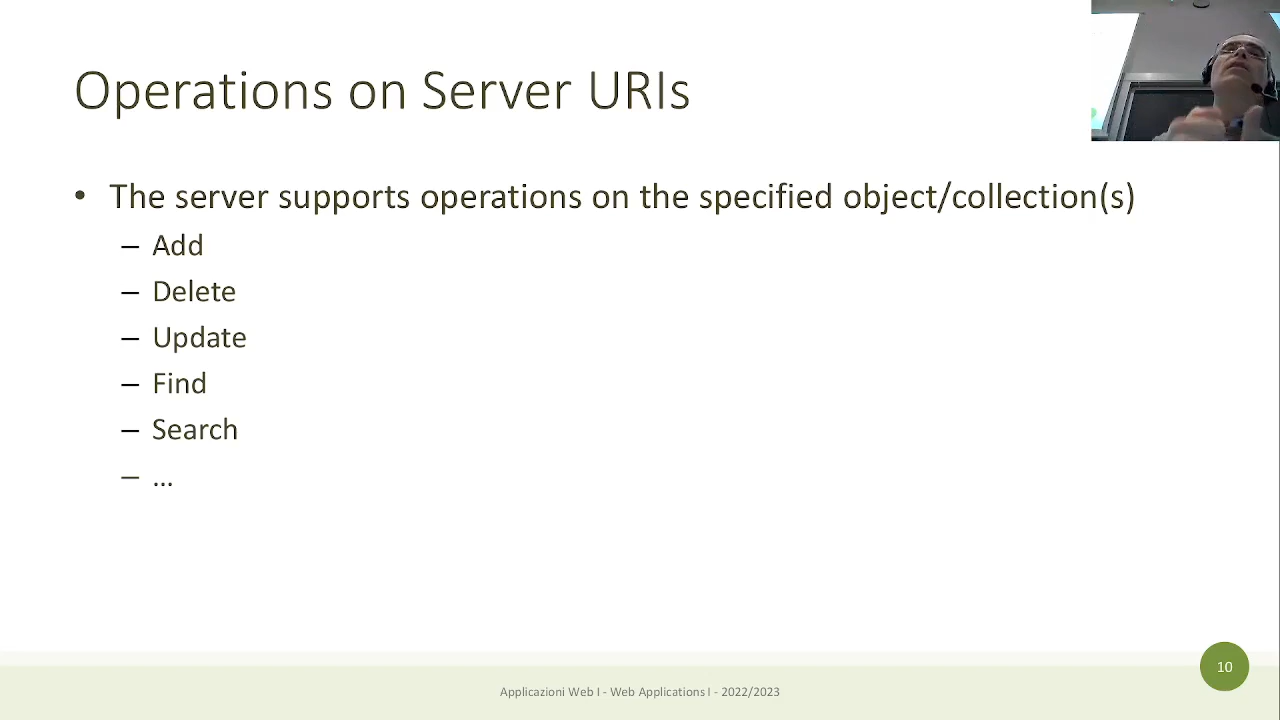 Operations on Server URIs
• The server supports operations on the specified object/collection(s)
– Add
– Delete
– Update
– Find
– Search
– …
10
Applicazioni Web I - Web Applications I - 2022/2023